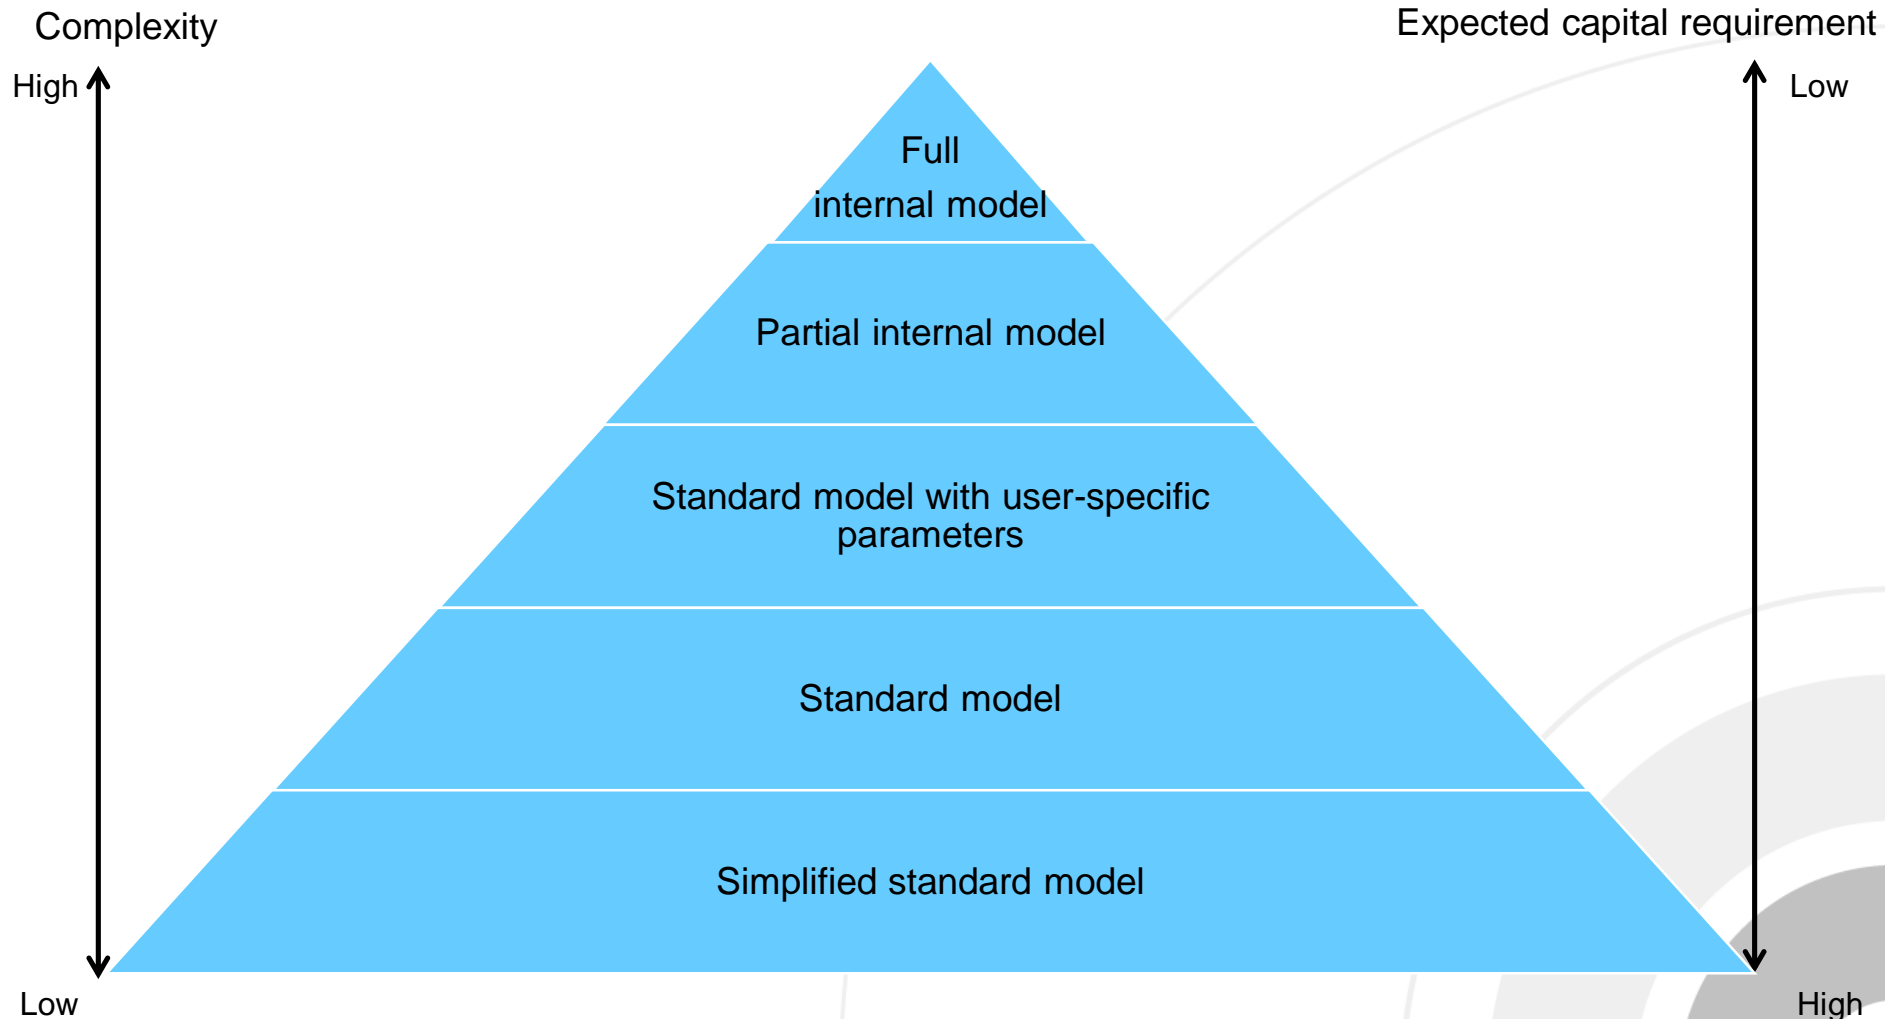 Complexity
Expected capital requirement
High
Low
Full
internal model
Partial internal model
Standard model with user-specific
parameters
Standard model
Simplified standard model
Low
High